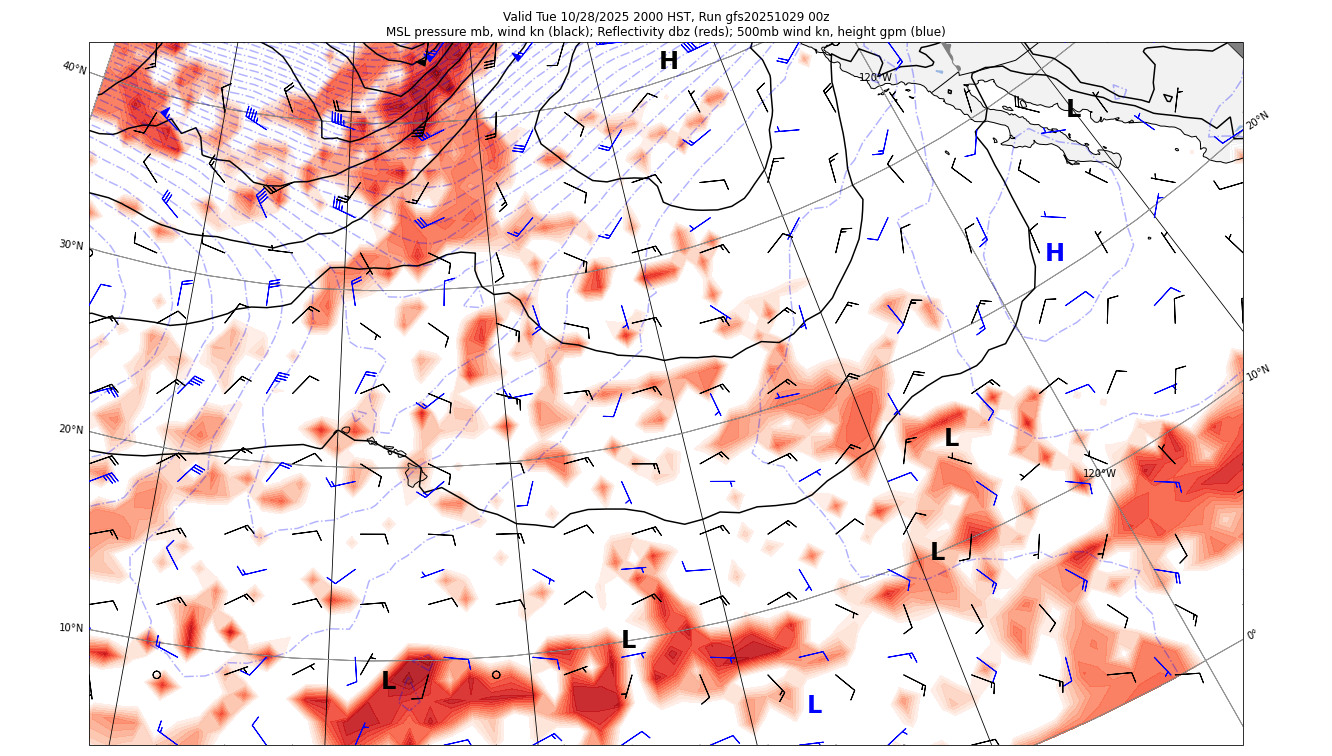 Valid Tue 10/28/2025 2000 HST, Run gfs20251029 00z
MSL pressure mb, wind kn (black); Reflectivity dbz (reds); 500mb wind kn, height gpm (blue)
H
40°N
120°W
L
20°N
30°N
H
10°N
20°N
L
120°W
L
10°N
L
0°
L
L